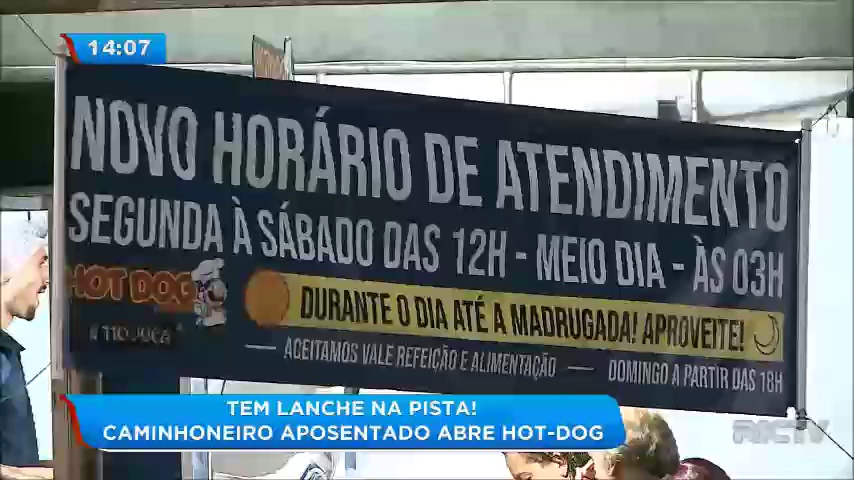 14:07
NOVO HORÁRIO DE ATENDIMENTO
SEGUNDA À SÁBADO DAS 12H - MEIO DIA - ÀS 03H
HOT DOG
DURANTE O DIA ATÉ A MADRUGADA! APROVEITE!
ACEITAMOS VALE REFEIÇÃO E ALIMENTAÇÃO — DOMINGO A PARTIR DAS 18H
TEM LANCHE NA PISTA!
CAMINHONEIRO APOSENTADO ABRE HOT-DOG
RICTV